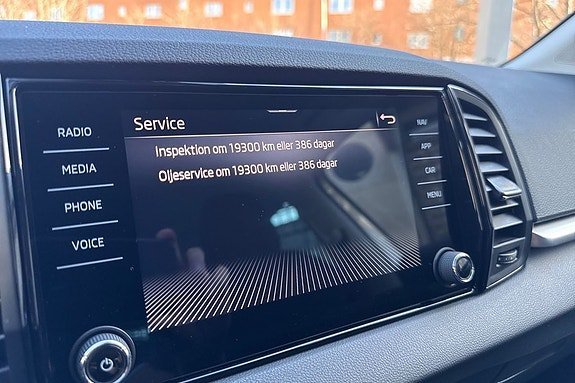 Service
Inspektion om 19300 km eller 386 dagar
Oljeservice om 19300 km eller 386 dagar
RADIO
MEDIA
PHONE
VOICE
NAV
APP
CAR
MENU